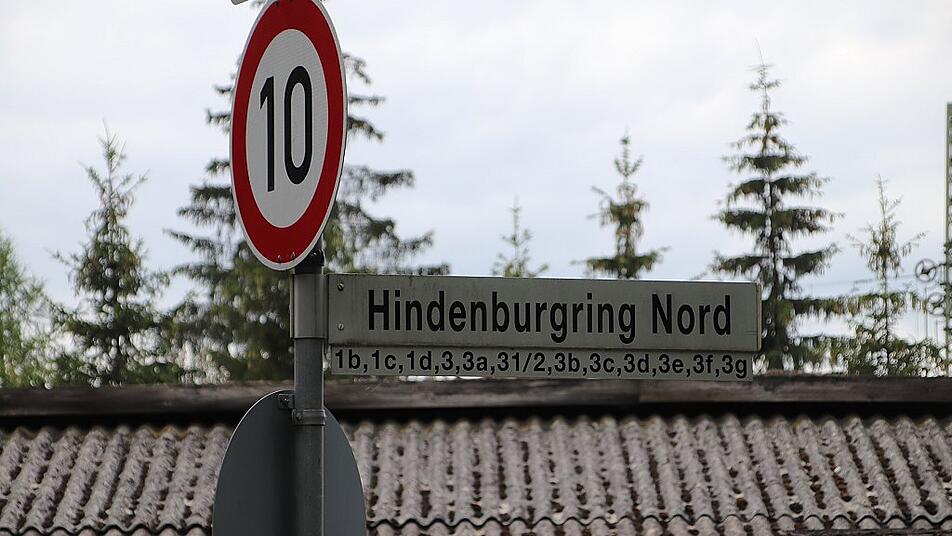 10
Hindenburgring Nord
1b,1c,1d,3,3a,31/2,3b,3c,3d,3e,3f,3g